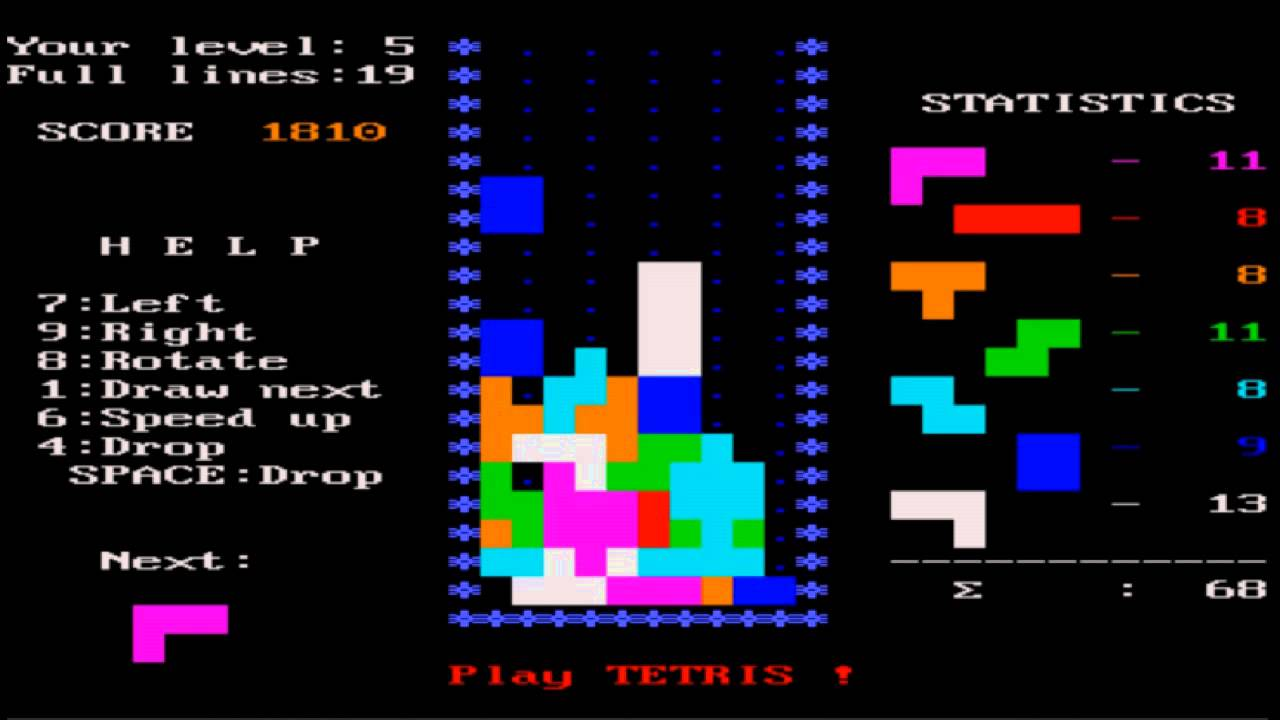 Your level: 5
Full lines:19
SCORE 1810
H E L P
7:Left
9:Right
8:Rotate
1:Draw next
6:Speed up
4:Drop
SPACE:Drop
Next:
Play TETRIS !
STATISTICS
— 11
— 8
— 8
— 11
— 8
— 9
— 13
Σ : 68